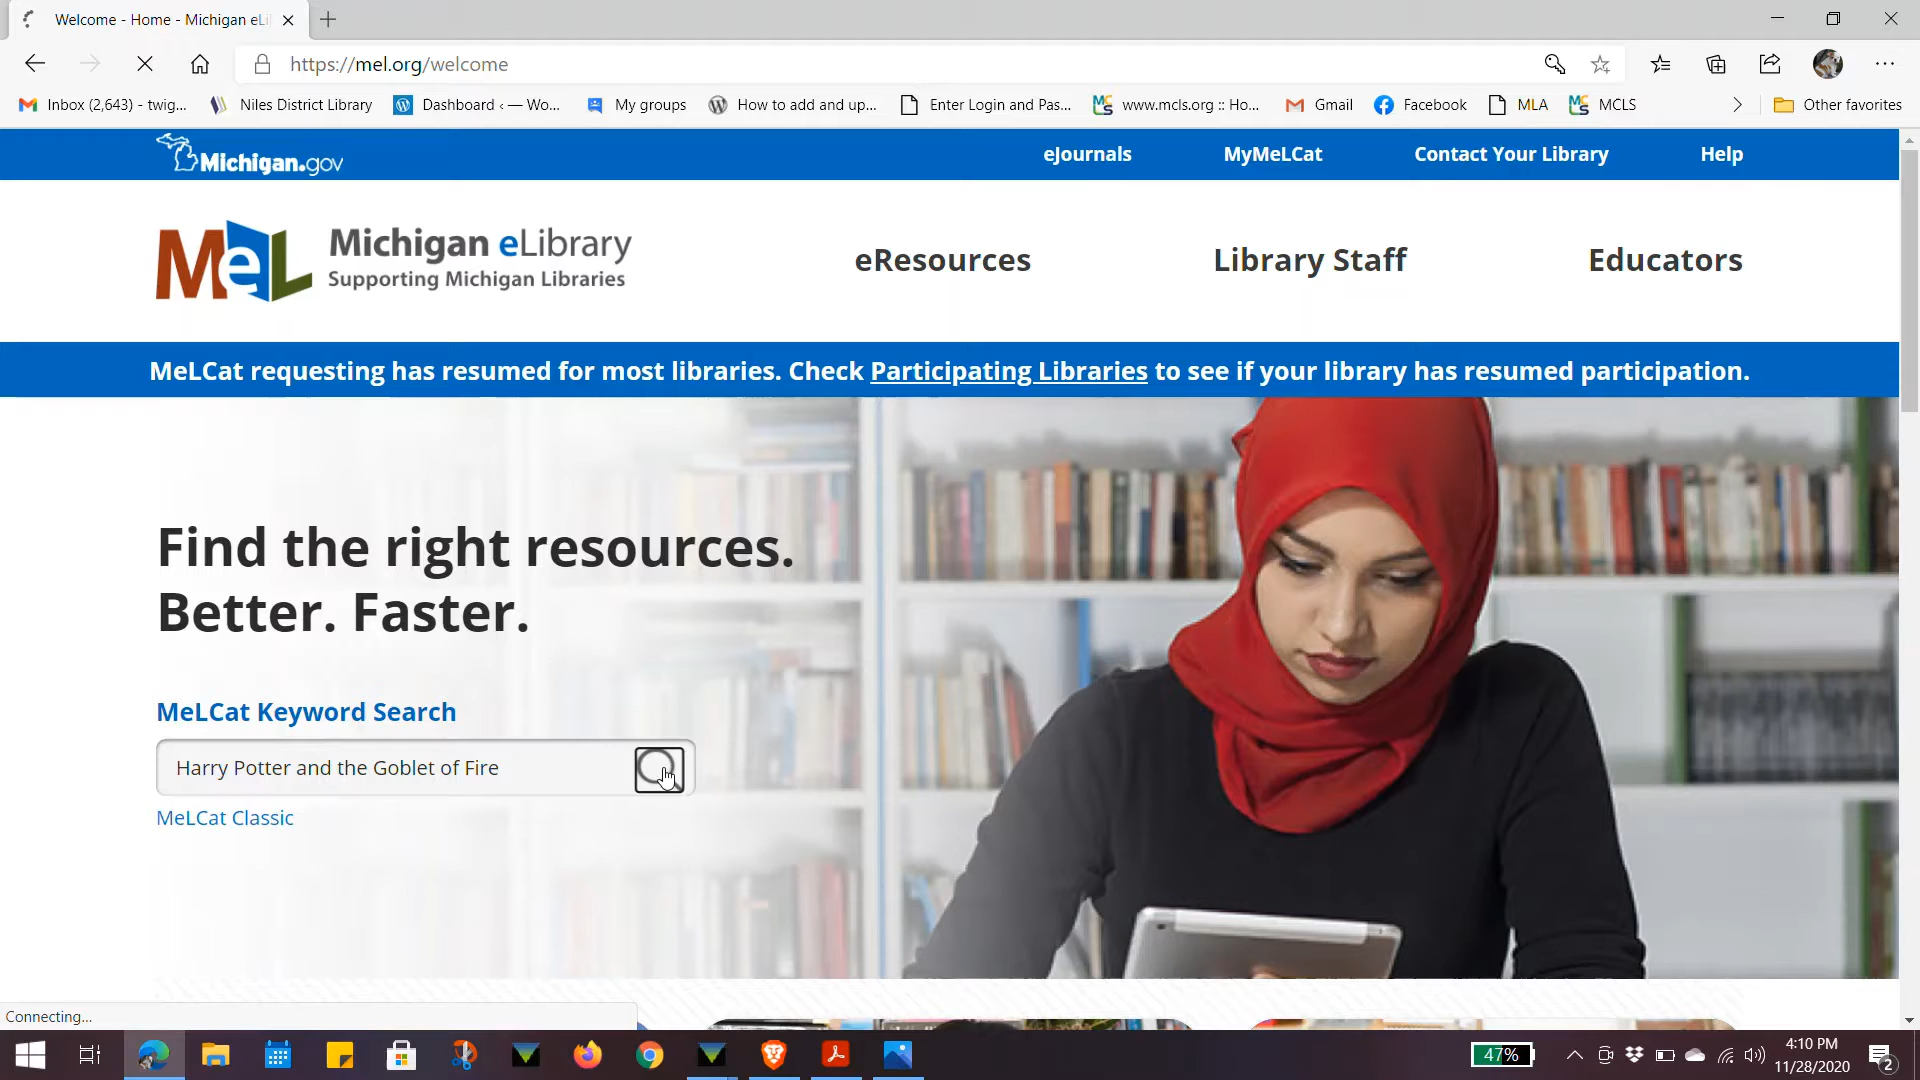 Welcome - Home - Michigan eLi
https://mel.org/welcome
Inbox (2,643) - twig...
Niles District Library
Dashboard ‹ — Wo...
My groups
How to add and up...
Enter Login and Pas...
www.mcls.org :: Ho...
Gmail
Facebook
MLA
MCLS
Other favorites
Michigan.gov
eJournals
MyMeLCat
Contact Your Library
Help
MeL
Michigan eLibrary
Supporting Michigan Libraries
eResources
Library Staff
Educators
MeLCat requesting has resumed for most libraries. Check Participating Libraries to see if your library has resumed participation.
Find the right resources.
Better. Faster.
MeLCat Keyword Search
Harry Potter and the Goblet of Fire
MeLCat Classic
Connecting...
47%
4:10 PM
11/28/2020
2